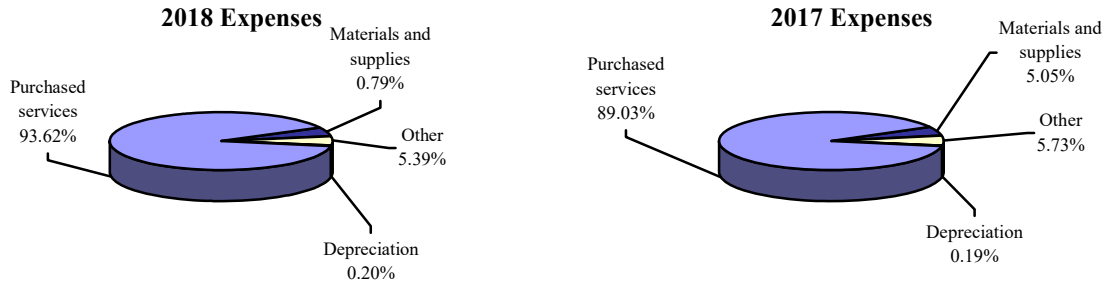 2018 Expenses
Materials and
supplies
0.79%
Purchased
services
93.62%
Other
5.39%
Depreciation
0.20%
2017 Expenses
Materials and
supplies
5.05%
Purchased
services
89.03%
Other
5.73%
Depreciation
0.19%